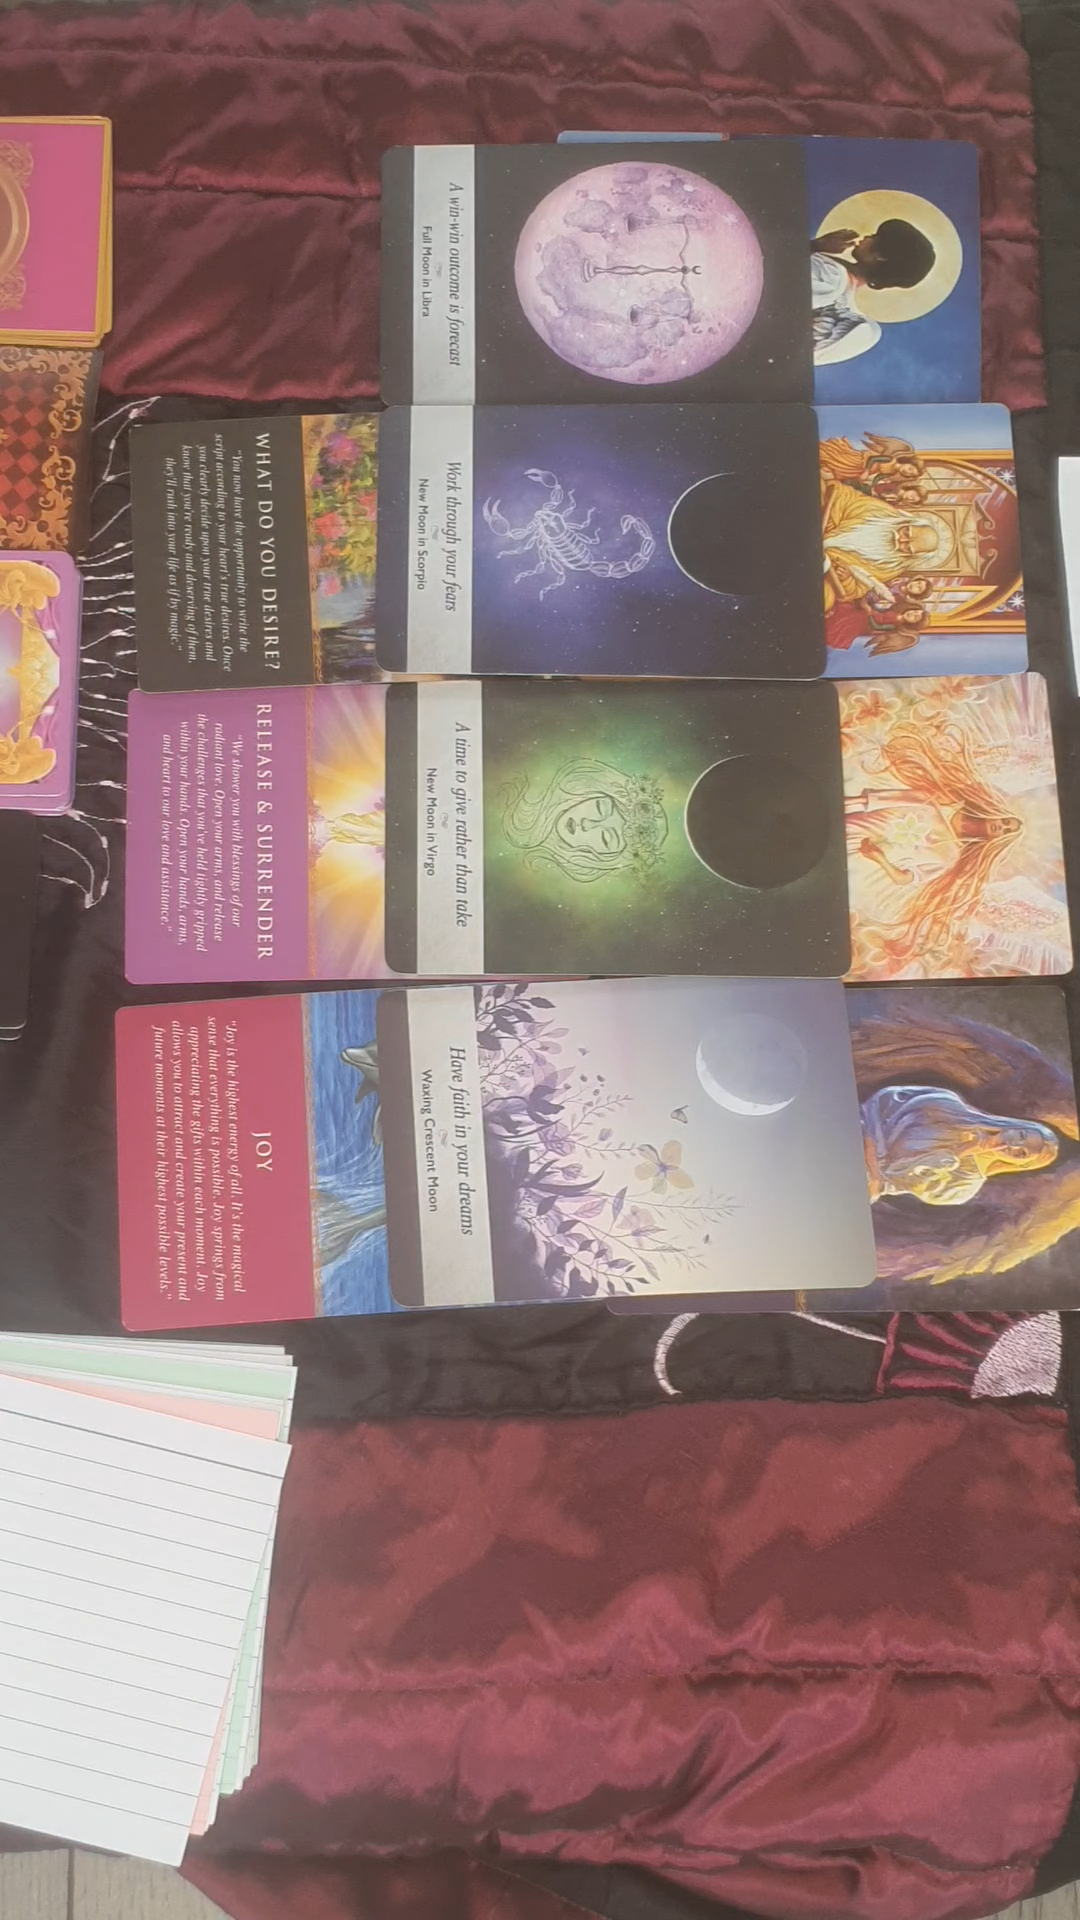 A win-win outcome is forecast
Full Moon in Libra
Work through your fears
New Moon in Scorpio
WHAT DO YOU DESIRE?
"You now have the opportunity to write the
script according to your heart's true desires. Once
you clearly decide upon your true desires and
know that you're ready and deserving of them,
they'll rush into your life as if by magic."
A time to give rather than take
New Moon in Virgo
RELEASE & SURRENDER
"We shower you with blessings of our
radiant love. Open your arms, and release
the challenges that you've held tightly gripped
within your hands. Open your hands, arms,
and heart to our love and assistance."
Have faith in your dreams
Waxing Crescent Moon
JOY
"Joy is the highest energy of all. It's the magical
sense that everything is possible. Joy springs from
appreciating the gifts within each moment. Joy
allows you to attract and create your present and
future moments at their highest possible levels."